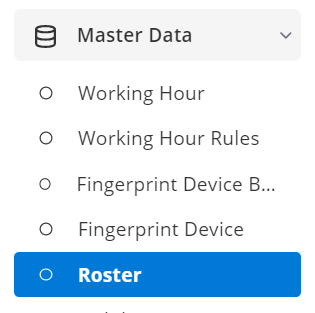 Master Data
Working Hour
Working Hour Rules
Fingerprint Device B...
Fingerprint Device
Roster